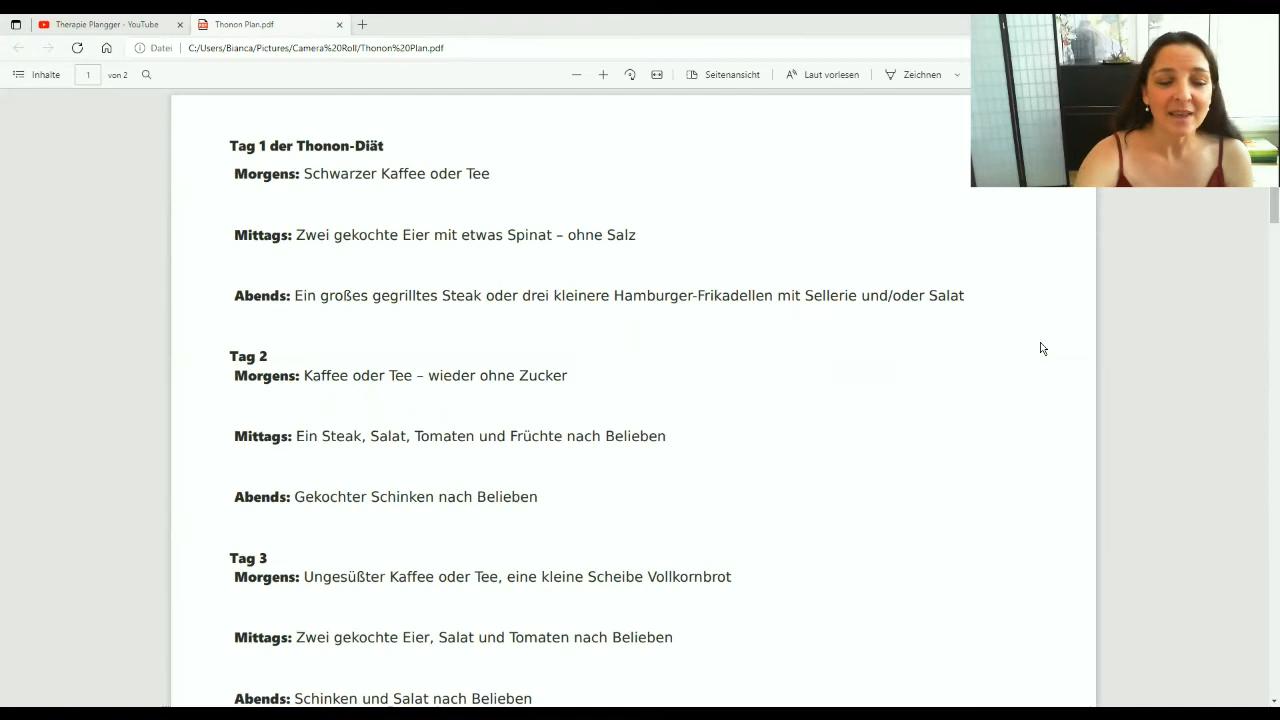 Therapie Plangger - YouTube
Thonon Plan.pdf
Datei
C:/Users/Bianca/Pictures/Camera%20Roll/Thonon%20Plan.pdf
Inhalte
1 von 2
Seitenansicht
Laut vorlesen
Zeichnen
Tag 1 der Thonon-Diät
Morgens: Schwarzer Kaffee oder Tee
Mittags: Zwei gekochte Eier mit etwas Spinat – ohne Salz
Abends: Ein großes gegrilltes Steak oder drei kleinere Hamburger-Frikadellen mit Sellerie und/oder Salat
Tag 2
Morgens: Kaffee oder Tee – wieder ohne Zucker
Mittags: Ein Steak, Salat, Tomaten und Früchte nach Belieben
Abends: Gekochter Schinken nach Belieben
Tag 3
Morgens: Ungesüßter Kaffee oder Tee, eine kleine Scheibe Vollkornbrot
Mittags: Zwei gekochte Eier, Salat und Tomaten nach Belieben
Abends: Schinken und Salat nach Belieben